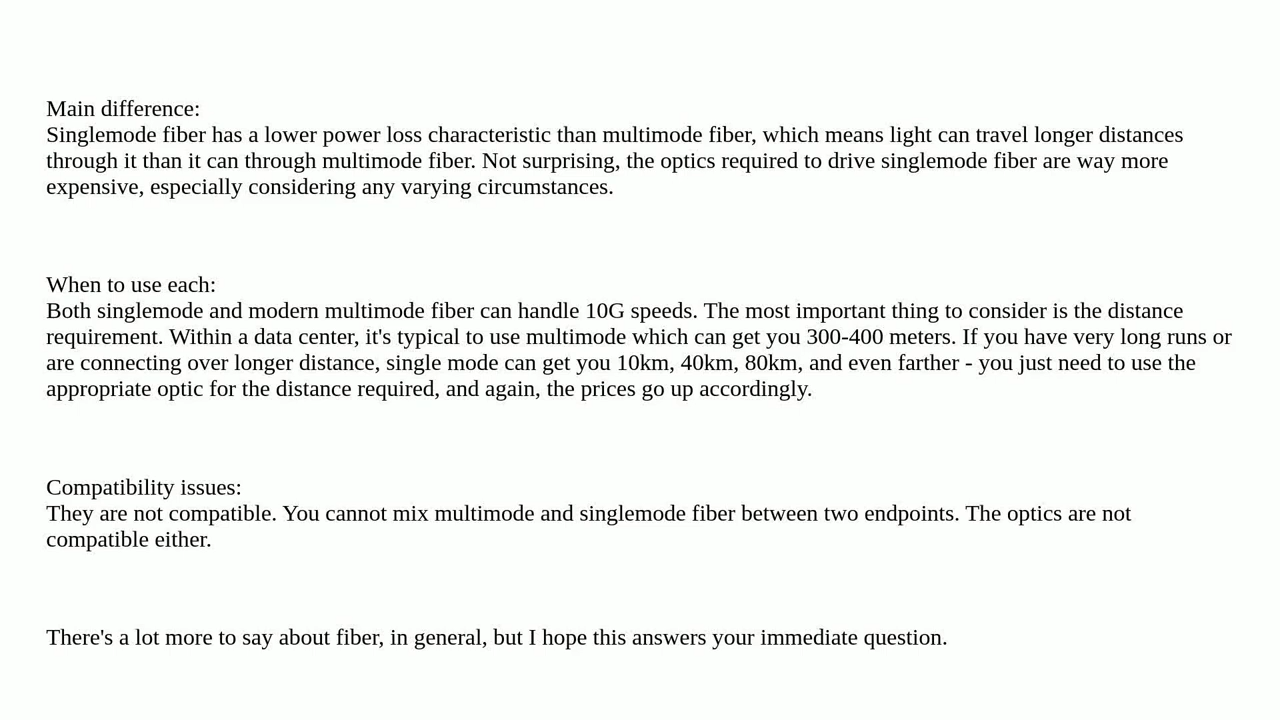 Main difference:
Singlemode fiber has a lower power loss characteristic than multimode fiber, which means light can travel longer distances
through it than it can through multimode fiber. Not surprising, the optics required to drive singlemode fiber are way more
expensive, especially considering any varying circumstances.
When to use each:
Both singlemode and modern multimode fiber can handle 10G speeds. The most important thing to consider is the distance
requirement. Within a data center, it's typical to use multimode which can get you 300-400 meters. If you have very long runs or
are connecting over longer distance, single mode can get you 10km, 40km, 80km, and even farther - you just need to use the
appropriate optic for the distance required, and again, the prices go up accordingly.
Compatibility issues:
They are not compatible. You cannot mix multimode and singlemode fiber between two endpoints. The optics are not
compatible either.
There's a lot more to say about fiber, in general, but I hope this answers your immediate question.